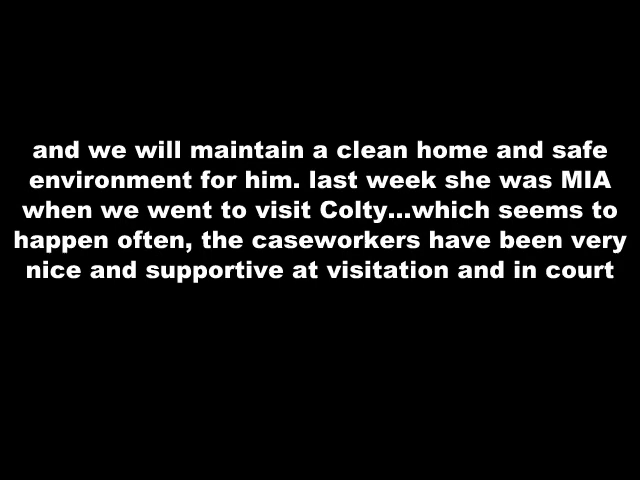 and we will maintain a clean home and safe
environment for him. last week she was MIA
when we went to visit Colty...which seems to
happen often, the caseworkers have been very
nice and supportive at visitation and in court